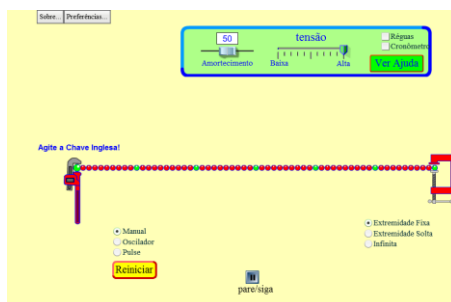 Sobre... Preferências...
50
Amortecimento
tensão
Baixa Alta
Réguas
Cronômetro
Ver Ajuda
Agite a Chave Inglesa!
Manual
Oscilador
Pulse
Reiniciar
pare/siga
Extremidade Fixa
Extremidade Solta
Infinita